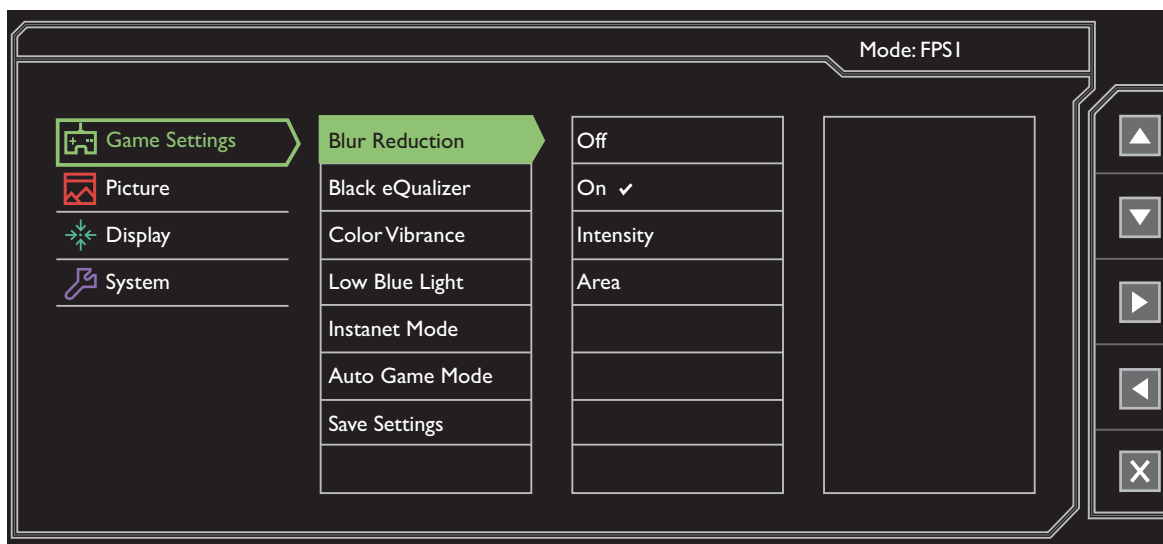 Mode: FPS1
Game Settings
Picture
Display
System
Blur Reduction
Black eQualizer
Color Vibrance
Low Blue Light
Instanet Mode
Auto Game Mode
Save Settings
Off
On ✔
Intensity
Area